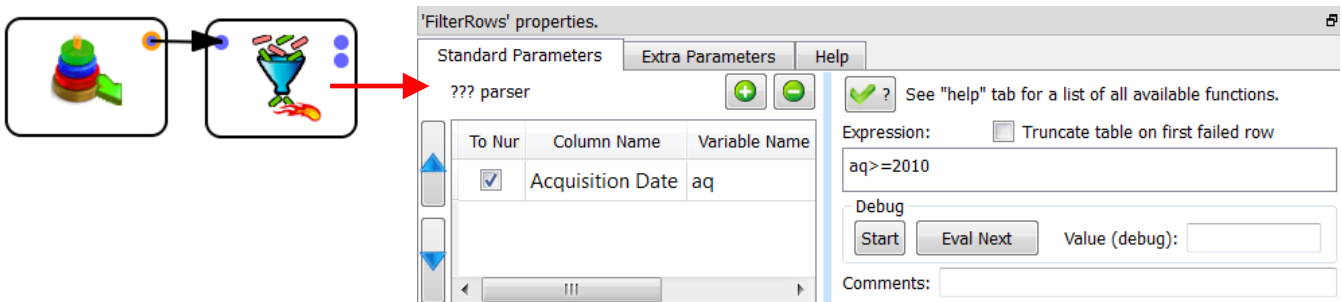 'FilterRows' properties.
Standard Parameters
Extra Parameters
Help
??? parser
To Nur
Column Name
Variable Name
Acquisition Date
aq
?
See "help" tab for a list of all available functions.
Expression:
Truncate table on first failed row
aq>=2010
Debug
Start
Eval Next
Value (debug):
Comments: